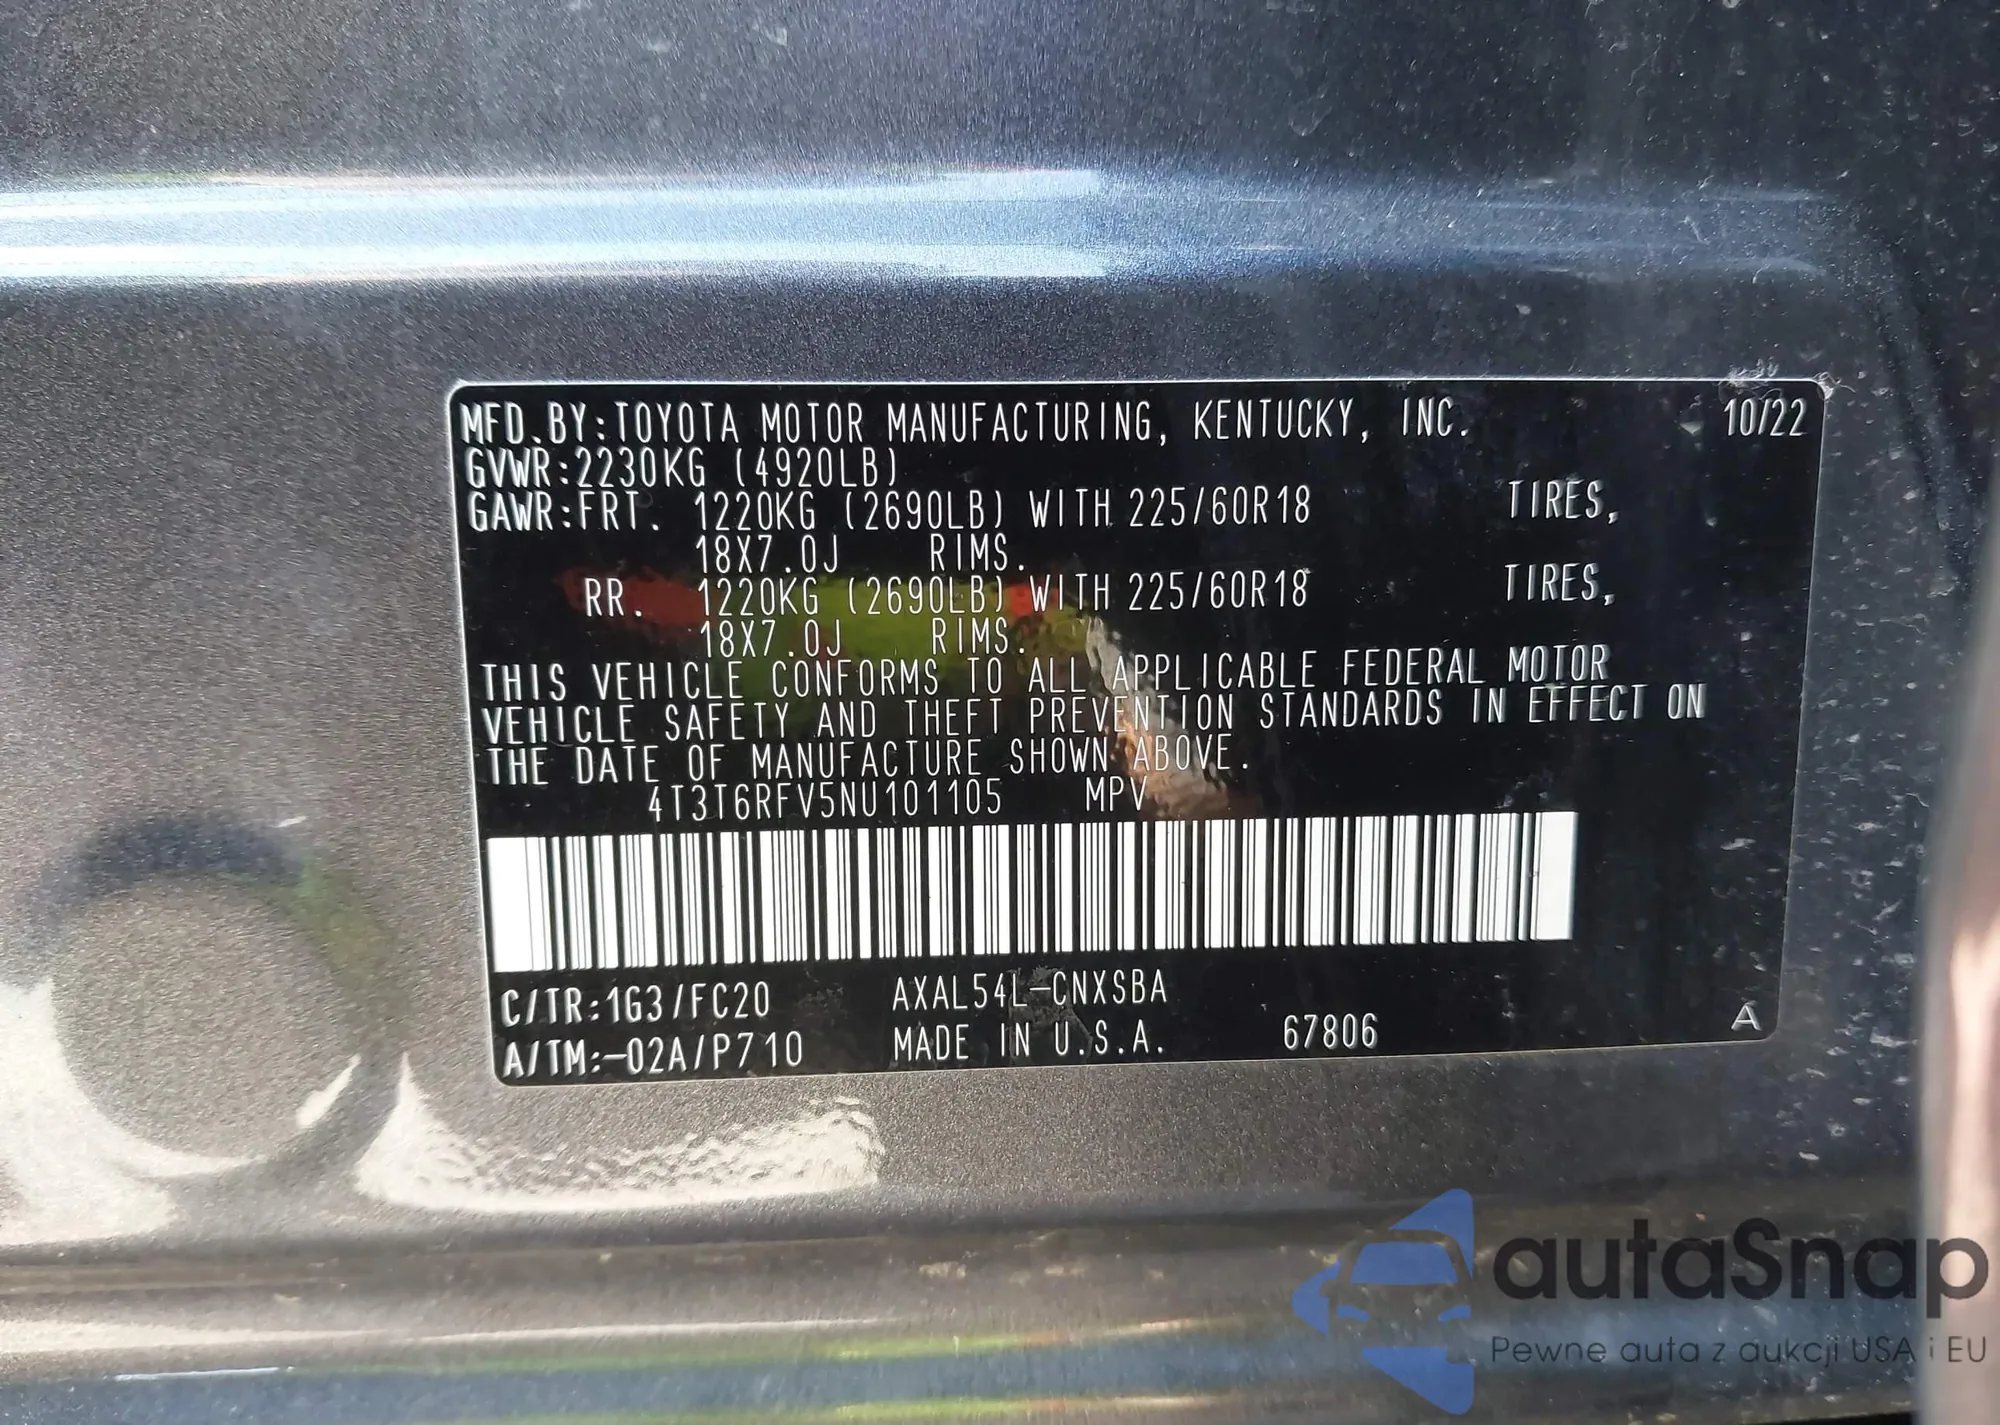 MFD.BY:TOYOTA MOTOR MANUFACTURING, KENTUCKY, INC. 10/22
GVWR:2230KG (4920LB)
GAWR:FRT. 1220KG (2690LB) WITH 225/60R18 TIRES,
18X7.0J RIMS.
RR. 1220KG (2690LB) WITH 225/60R18 TIRES,
18X7.0J RIMS.
THIS VEHICLE CONFORMS TO ALL APPLICABLE FEDERAL MOTOR
VEHICLE SAFETY AND THEFT PREVENTION STANDARDS IN EFFECT ON
THE DATE OF MANUFACTURE SHOWN ABOVE.
4T3T6RFV5NU101105 MPV
C/TR:1G3/FC20 AXAL54L-CNXSBA
A/TM:-02A/P710 MADE IN U.S.A. 67806 A
autaSnap
Pewne auta z aukcji USA i EU